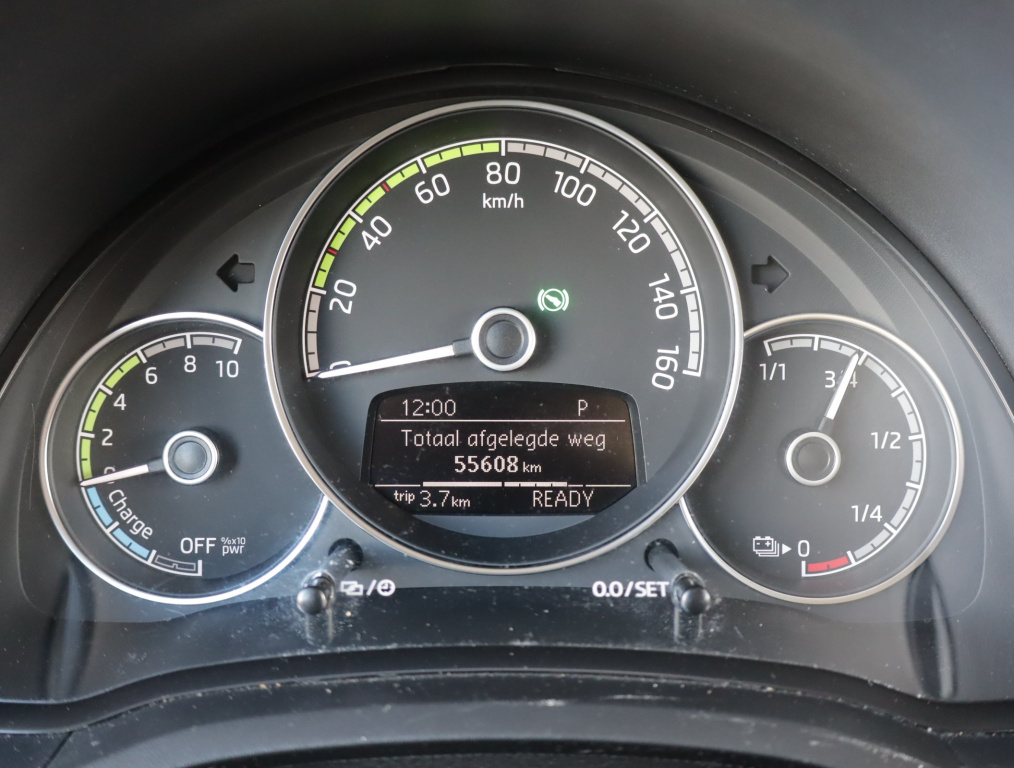 0
20
40
60
80
100
120
140
160
km/h
0
2
4
6
8
10
Charge
OFF %x10 pwr
1/1
3/4
1/2
1/4
0
12:00 P
Totaal afgelegde weg
55608 km
trip 3.7 km READY
/
0.0/SET